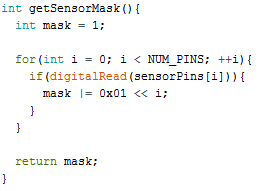 int getSensorMask(){
  int mask = 1;

  for(int i = 0; i < NUM_PINS; ++i){
    if(digitalRead(sensorPins[i])){
      mask |= 0x01 << i;
    }
  }

  return mask;
}